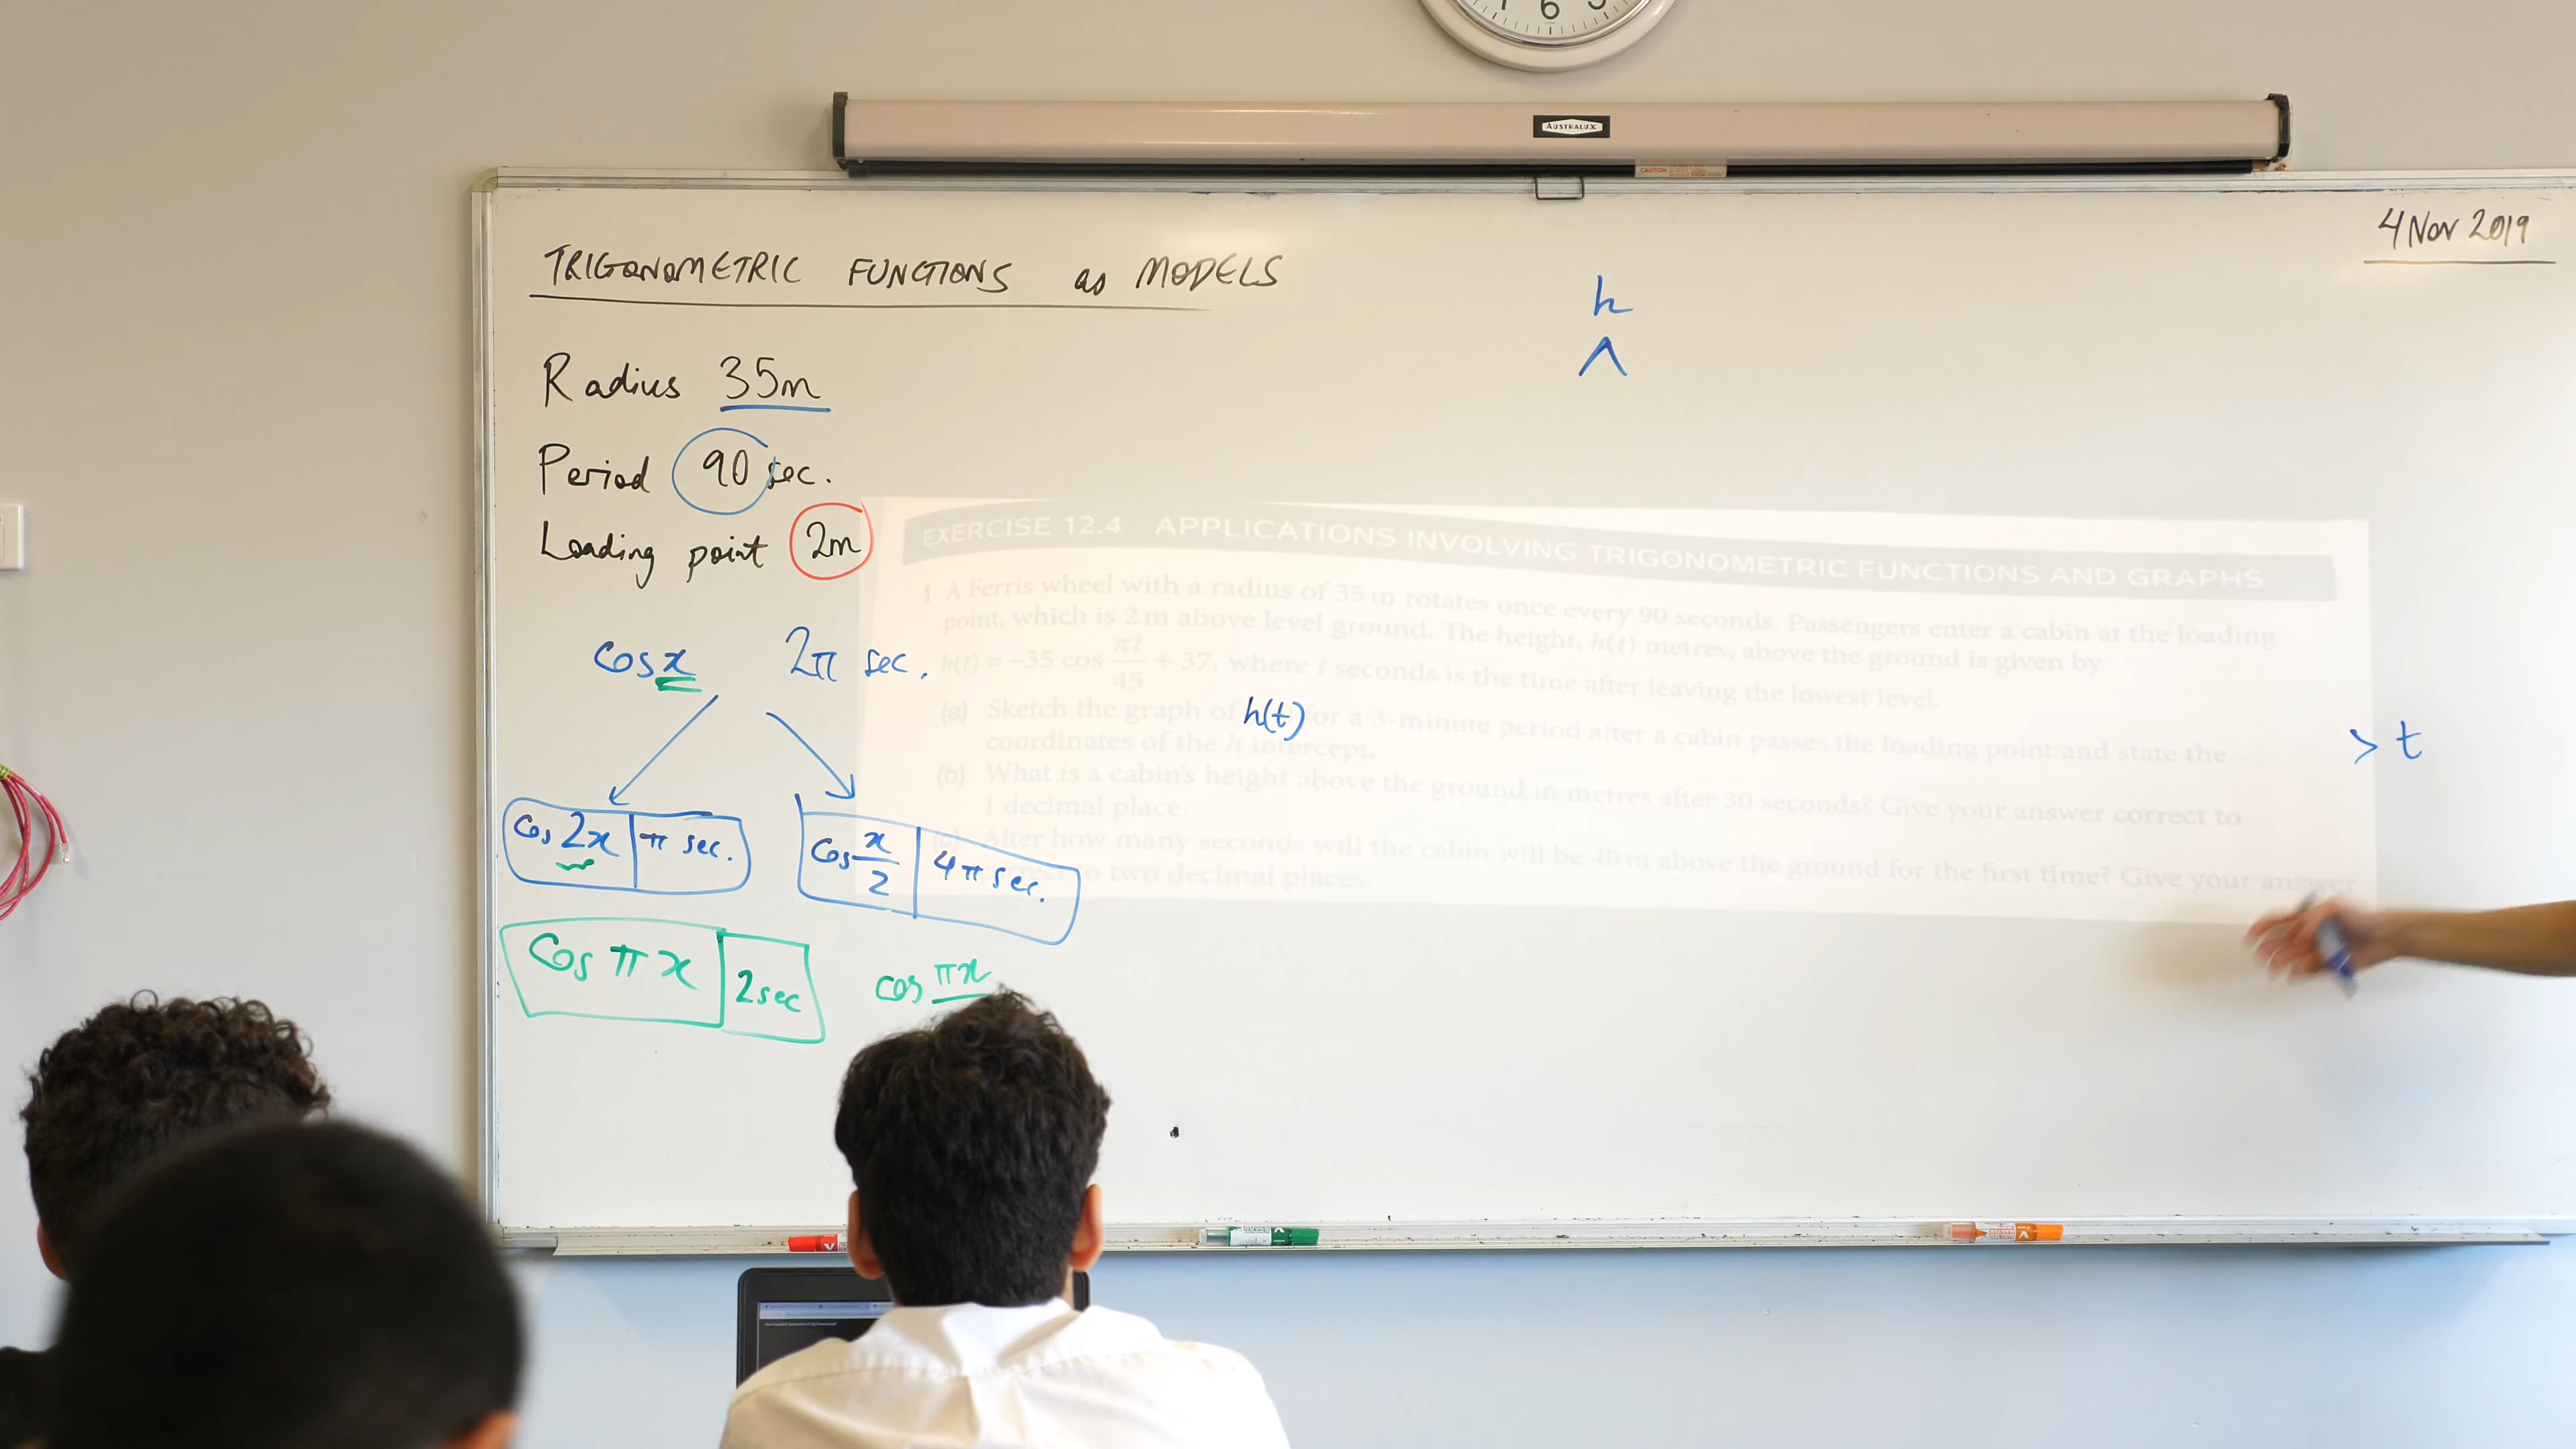 6
AUSTRALUX
CAUTION
4 Nov 2019
TRIGONOMETRIC FUNCTIONS as MODELS
h
Radius 35m
Period 90 sec.
Loading point 2m
EXERCISE 12.4 APPLICATIONS INVOLVING TRIGONOMETRIC FUNCTIONS AND GRAPHS
1 A Ferris wheel with a radius of 35 m rotates once every 90 seconds. Passengers enter a cabin at the loading
point, which is 2 m above level ground. The height, h(t) metres, above the ground is given by
h(t) = −35 cos πt/45 + 37, where t seconds is the time after leaving the lowest level.
(a) Sketch the graph of h(t) for a 3-minute period after a cabin passes the loading point and state the
coordinates of the h intercept.
(b) What is a cabin's height above the ground in metres after 30 seconds? Give your answer correct to
1 decimal place.
(c) After how many seconds will the cabin will be 40 m above the ground for the first time? Give your answer
to two decimal places.
cos x 2π sec.
t
cos 2x π sec.
cos x/2 4π sec.
cos πx 2sec
cos πx